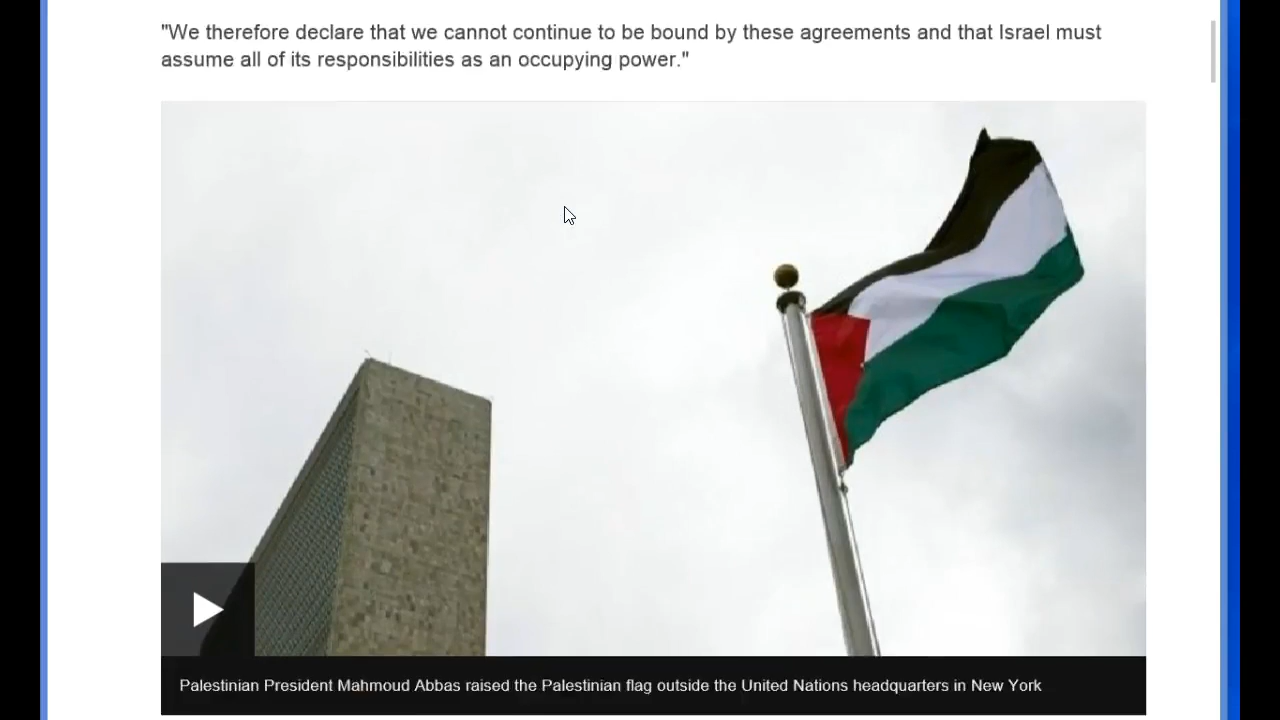 "We therefore declare that we cannot continue to be bound by these agreements and that Israel must
assume all of its responsibilities as an occupying power."
Palestinian President Mahmoud Abbas raised the Palestinian flag outside the United Nations headquarters in New York